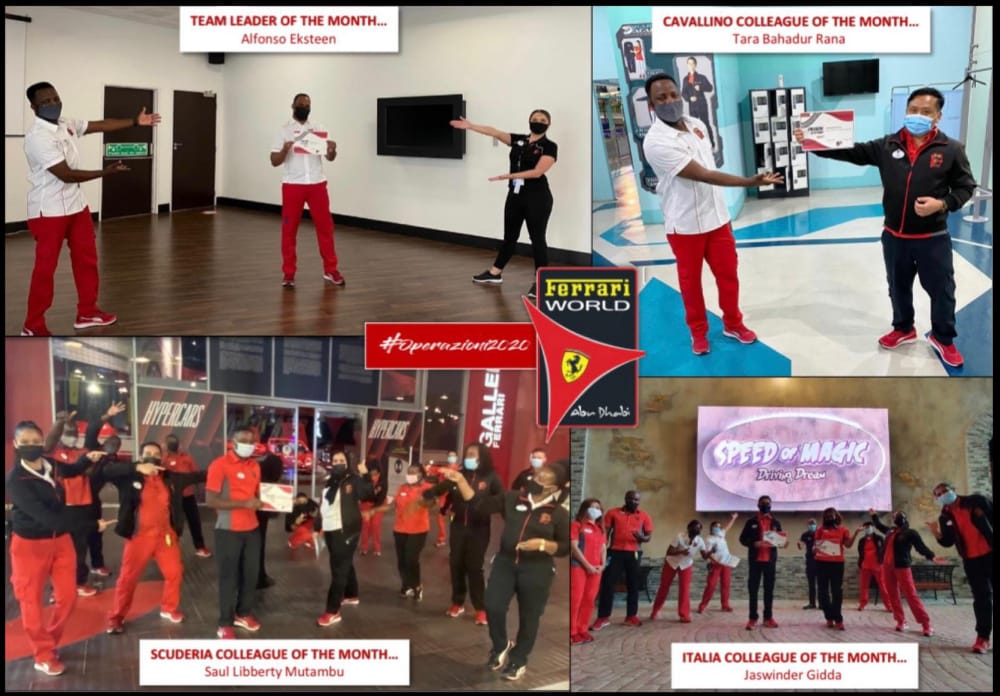 TEAM LEADER OF THE MONTH...
Alfonso Eksteen
CAVALLINO COLLEAGUE OF THE MONTH...
Tara Bahadur Rana
Ferrari
WORLD
Abu Dhabi
#Operazioni2020
HYPERCARS
HYPERCARS
GALLE
FERRARI
SPEED OF MAGIC
Driving Dream
SCUDERIA COLLEAGUE OF THE MONTH...
Saul Libberty Mutambu
ITALIA COLLEAGUE OF THE MONTH...
Jaswinder Gidda